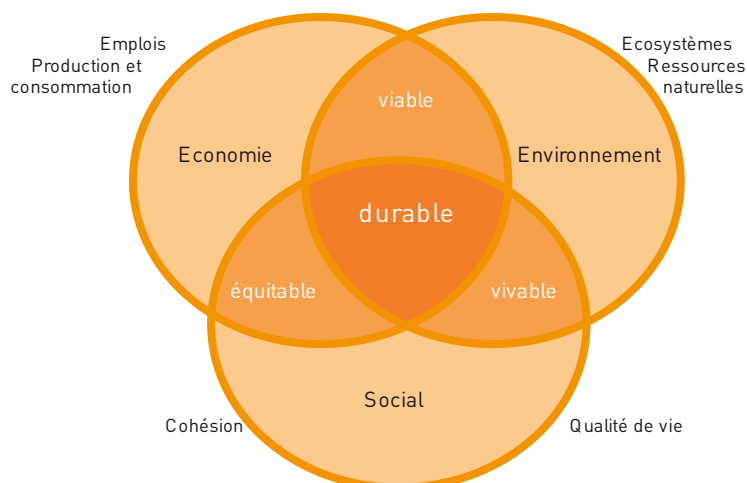 Emplois
Production et
consommation
Ecosystèmes
Ressources
naturelles
viable
Economie
Environnement
durable
équitable
vivable
Social
Cohésion
Qualité de vie